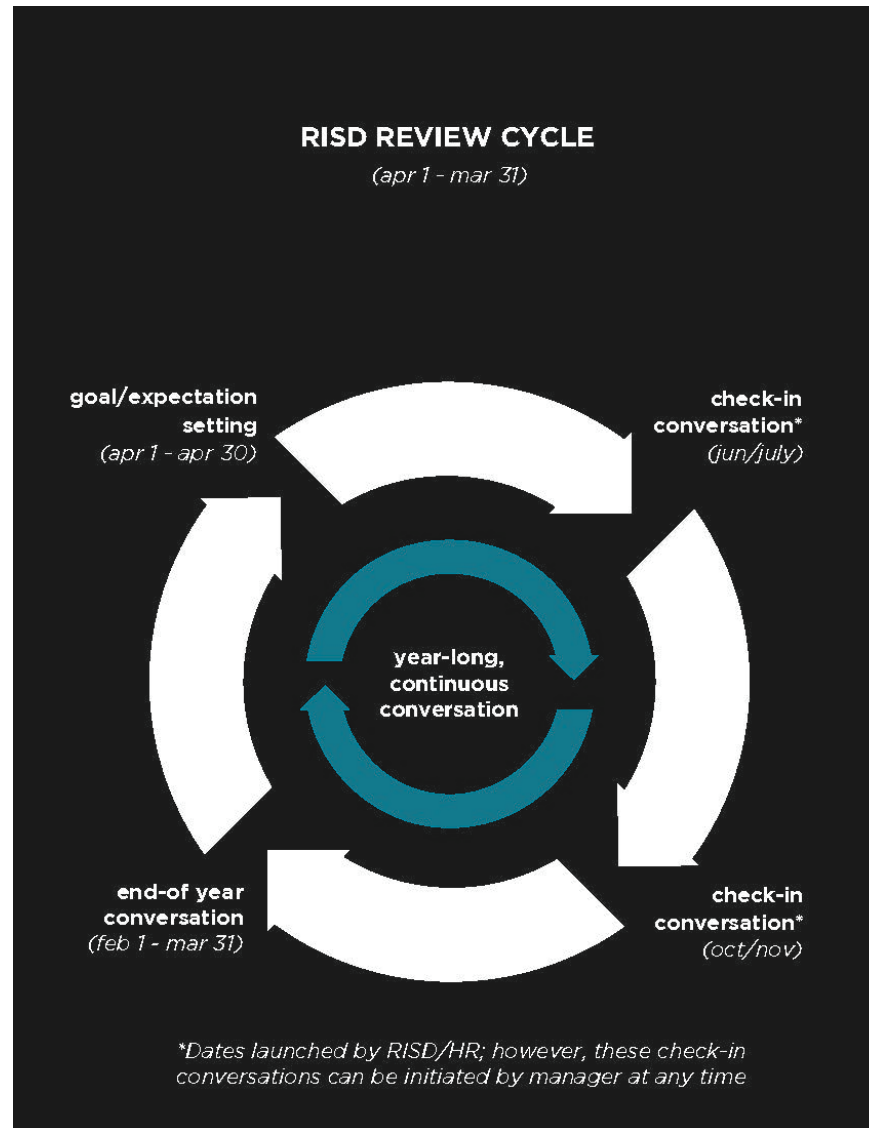 RISD REVIEW CYCLE
(apr 1 - mar 31)
goal/expectation
setting
(apr 1 - apr 30)
check-in
conversation*
(jun/july)
year-long,
continuous
conversation
end-of year
conversation
(feb 1 - mar 31)
check-in
conversation*
(oct/nov)
*Dates launched by RISD/HR; however, these check-in
conversations can be initiated by manager at any time